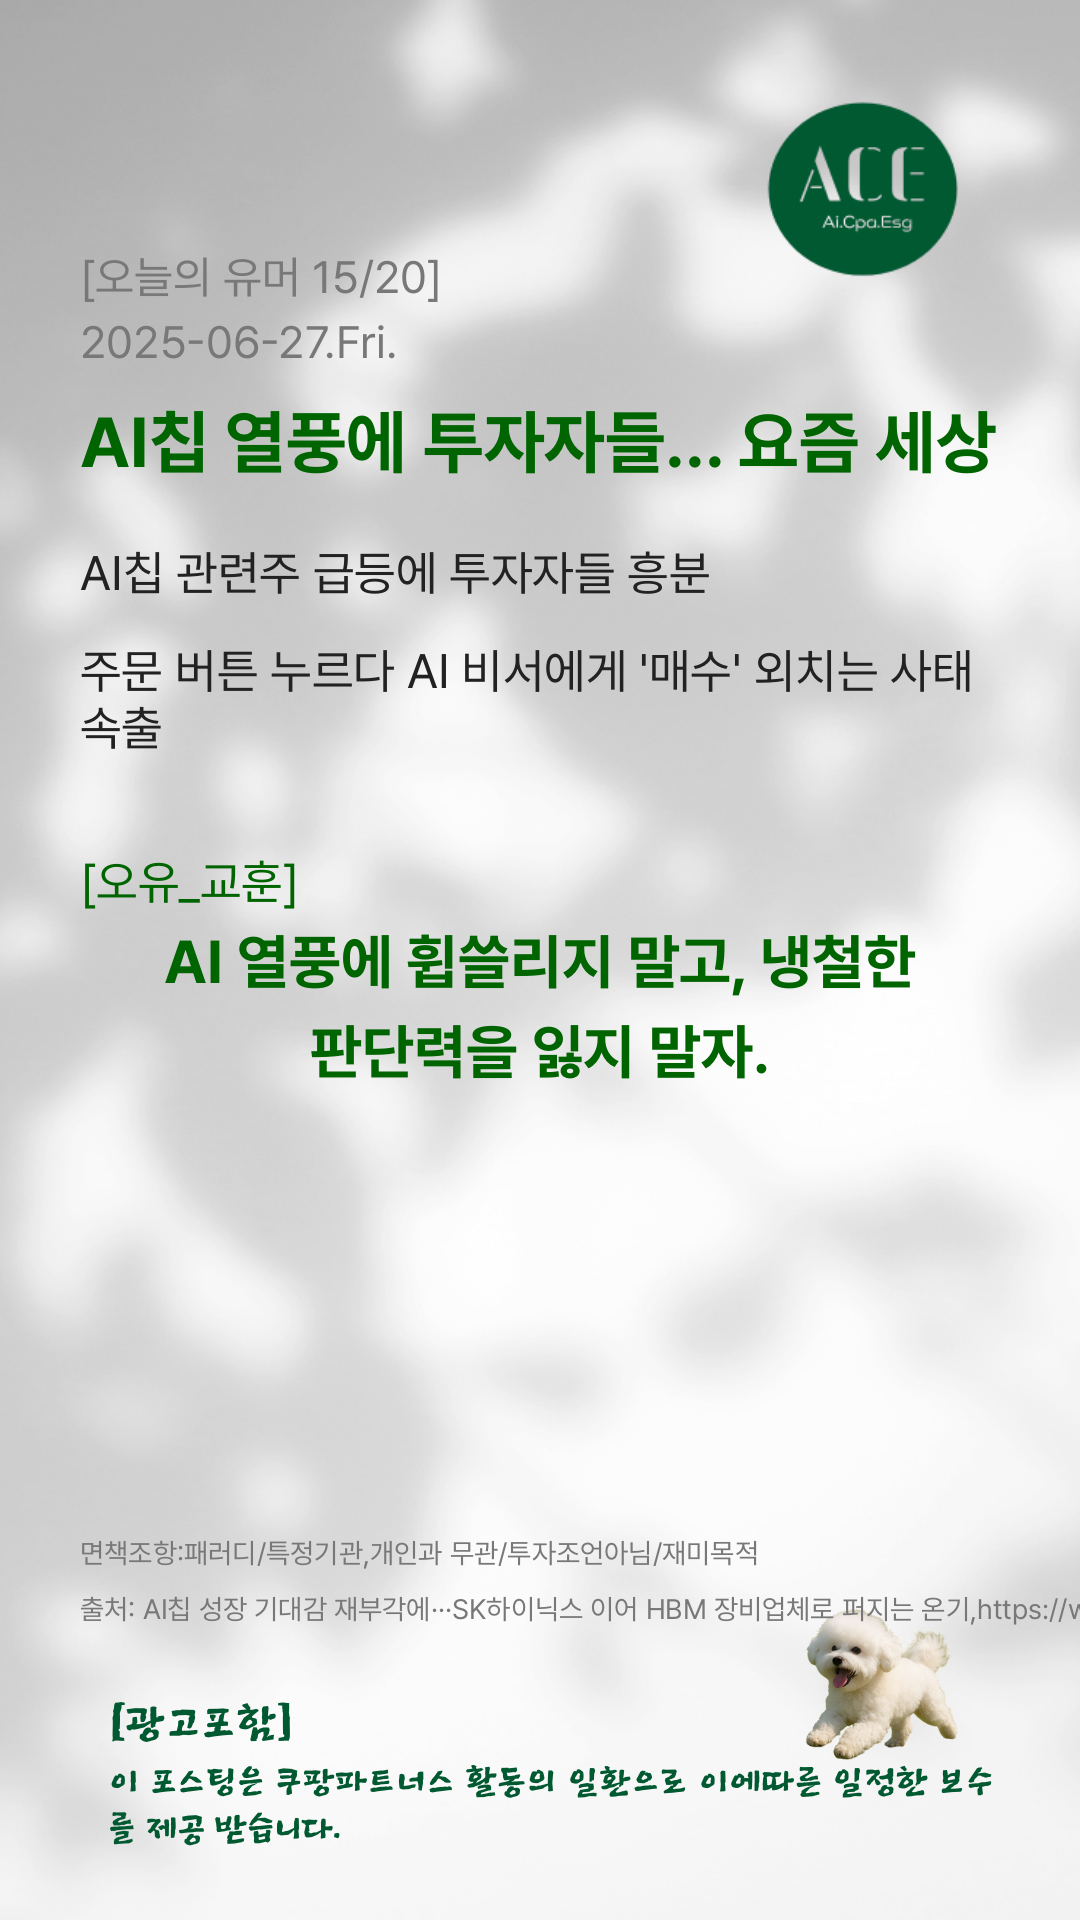 ACE
Ai.Cpa.Esg
[오늘의 유머 15/20]
2025-06-27.Fri.
AI칩 열풍에 투자자들... 요즘 세상
AI칩 관련주 급등에 투자자들 흥분
주문 버튼 누르다 AI 비서에게 '매수' 외치는 사태
속출
[오유_교훈]
AI 열풍에 휩쓸리지 말고, 냉철한
판단력을 잃지 말자.
면책조항:패러디/특정기관,개인과 무관/투자조언아님/재미목적
출처: AI칩 성장 기대감 재부각에…SK하이닉스 이어 HBM 장비업체로 퍼지는 온기,https://w
[광고포함]
이 포스팅은 쿠팡파트너스 활동의 일환으로 이에따른 일정한 보수
를 제공 받습니다.